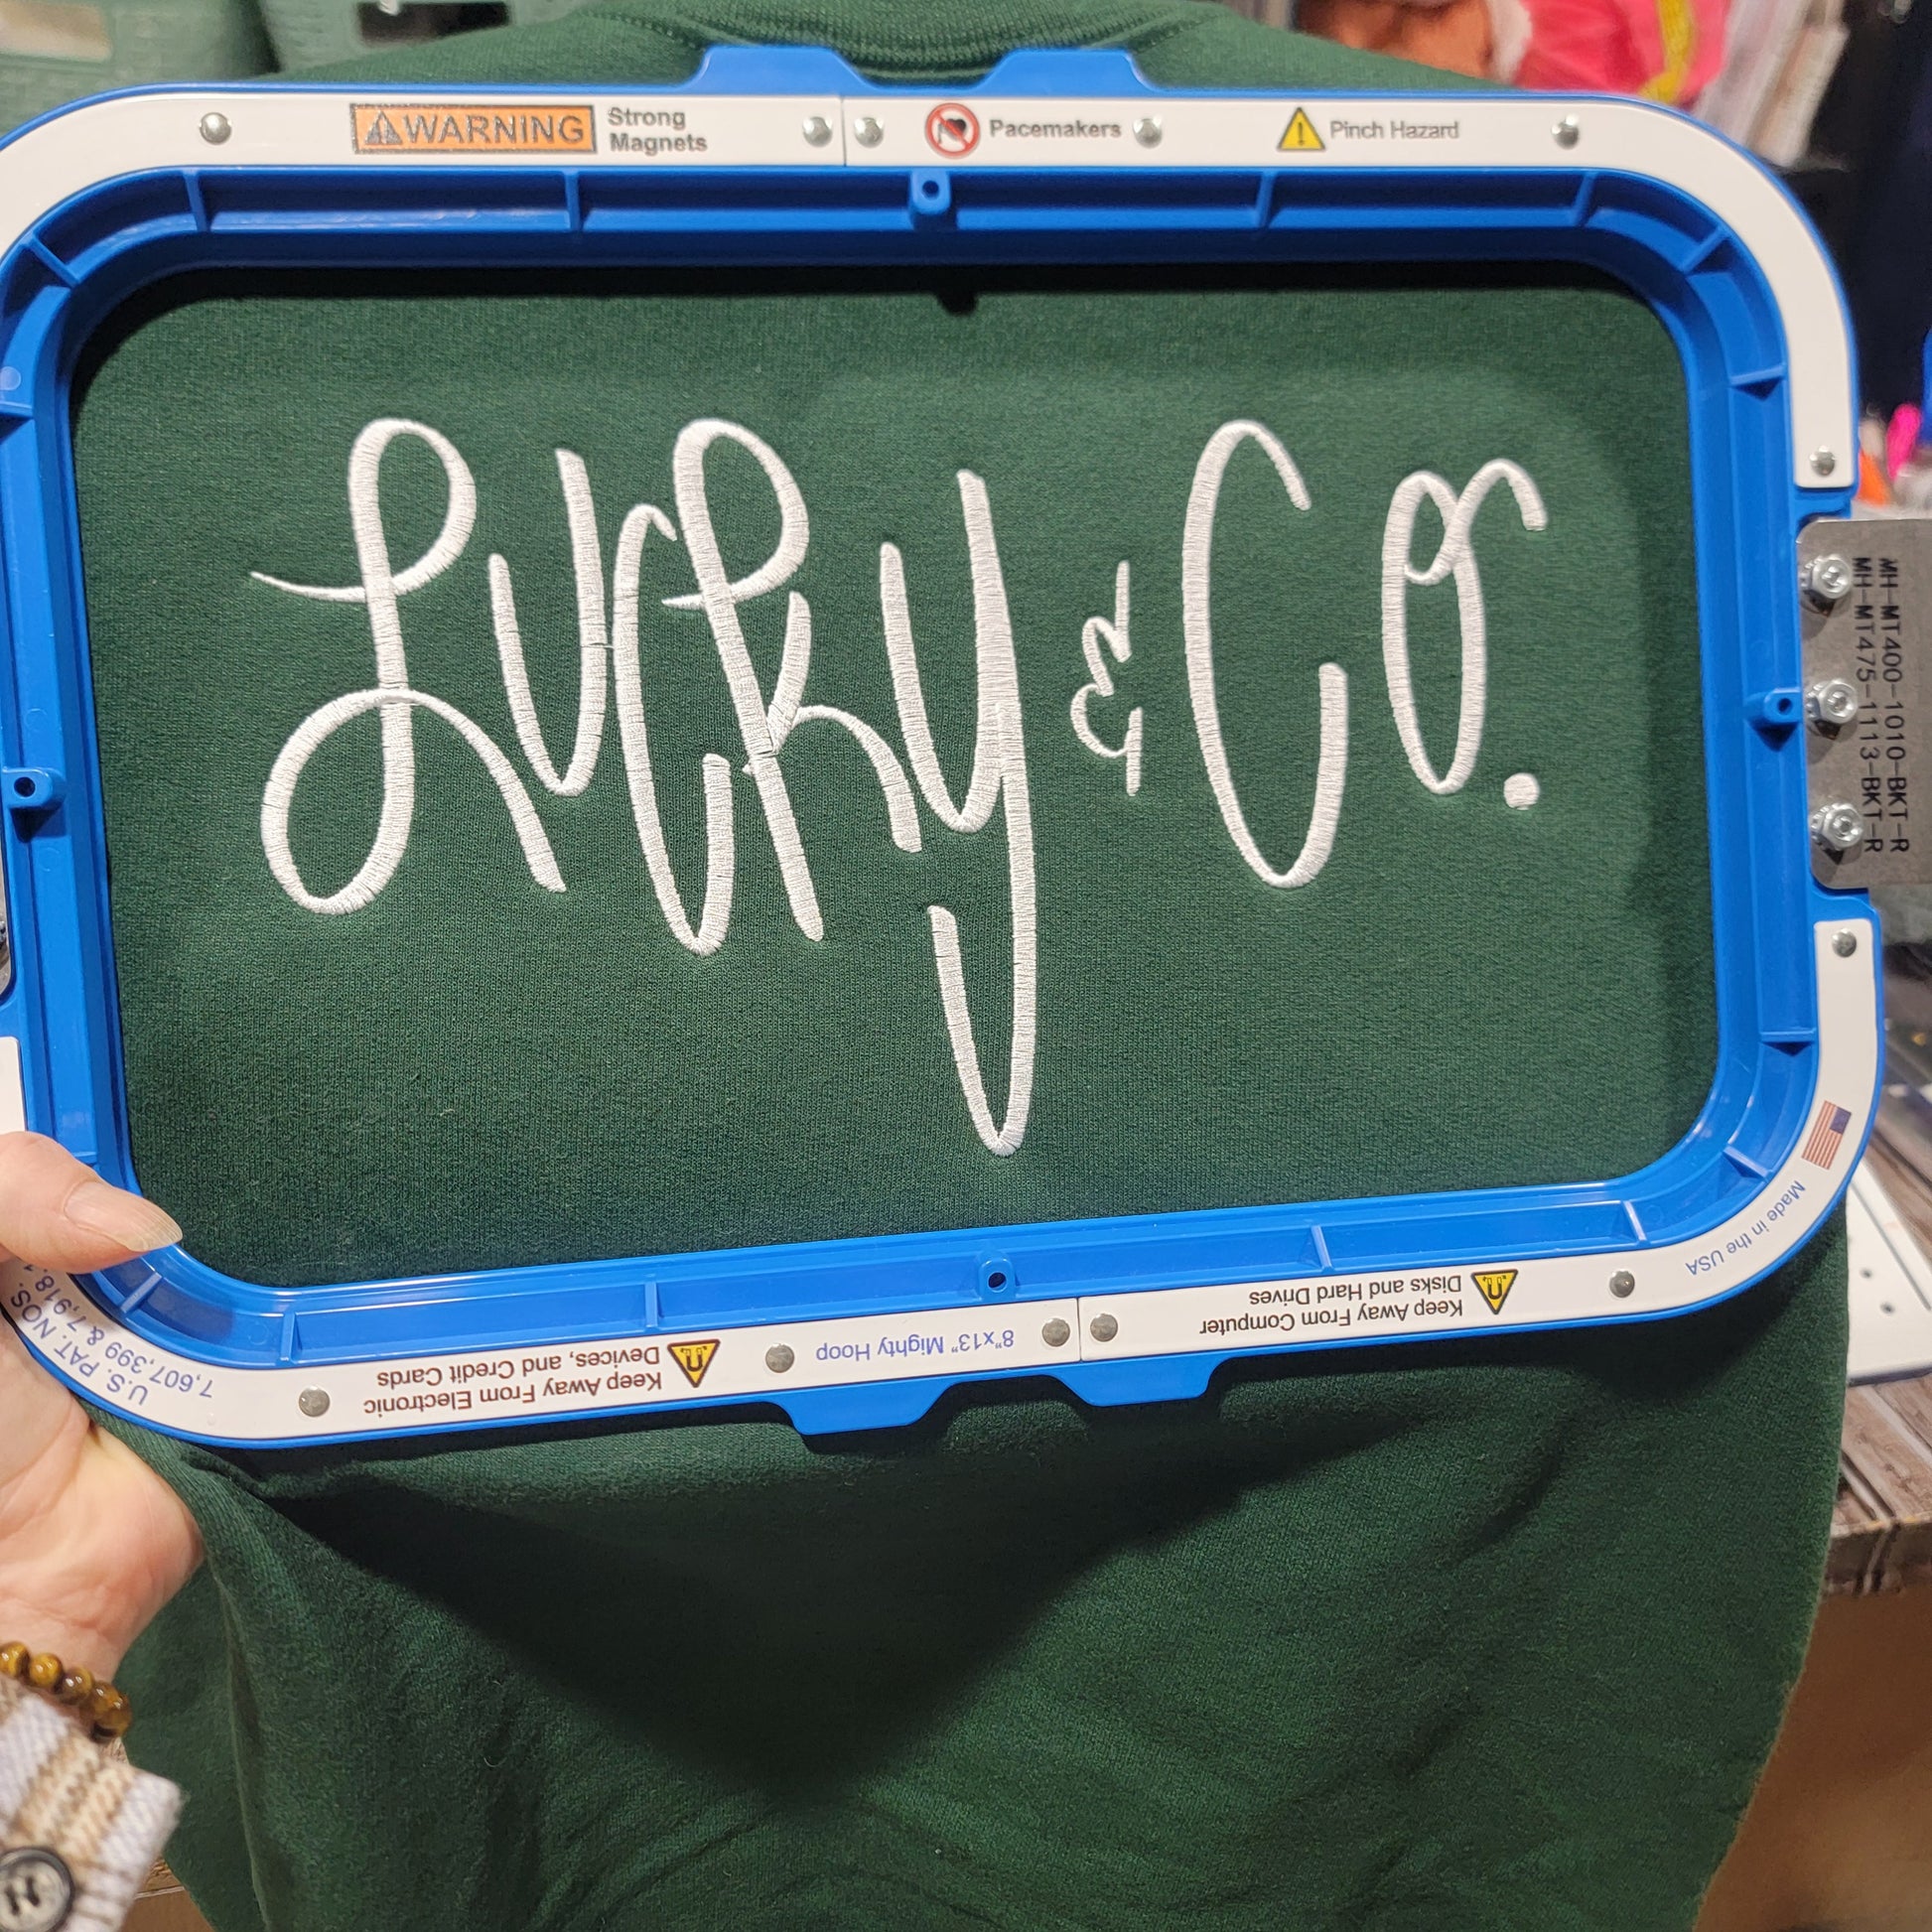 WARNING Strong Magnets Pacemakers Pinch Hazard
Lucky & Co.
MH-MT400-1010-BKT-R
MH-MT475-1113-BKT-R
Made in the USA
Keep Away From Computer
Disks and Hard Drives
8"x13" Mighty Hoop
Keep Away From Electronic
Devices, and Credit Cards
U.S. PAT. NOS.
7,607,399 & 7,918